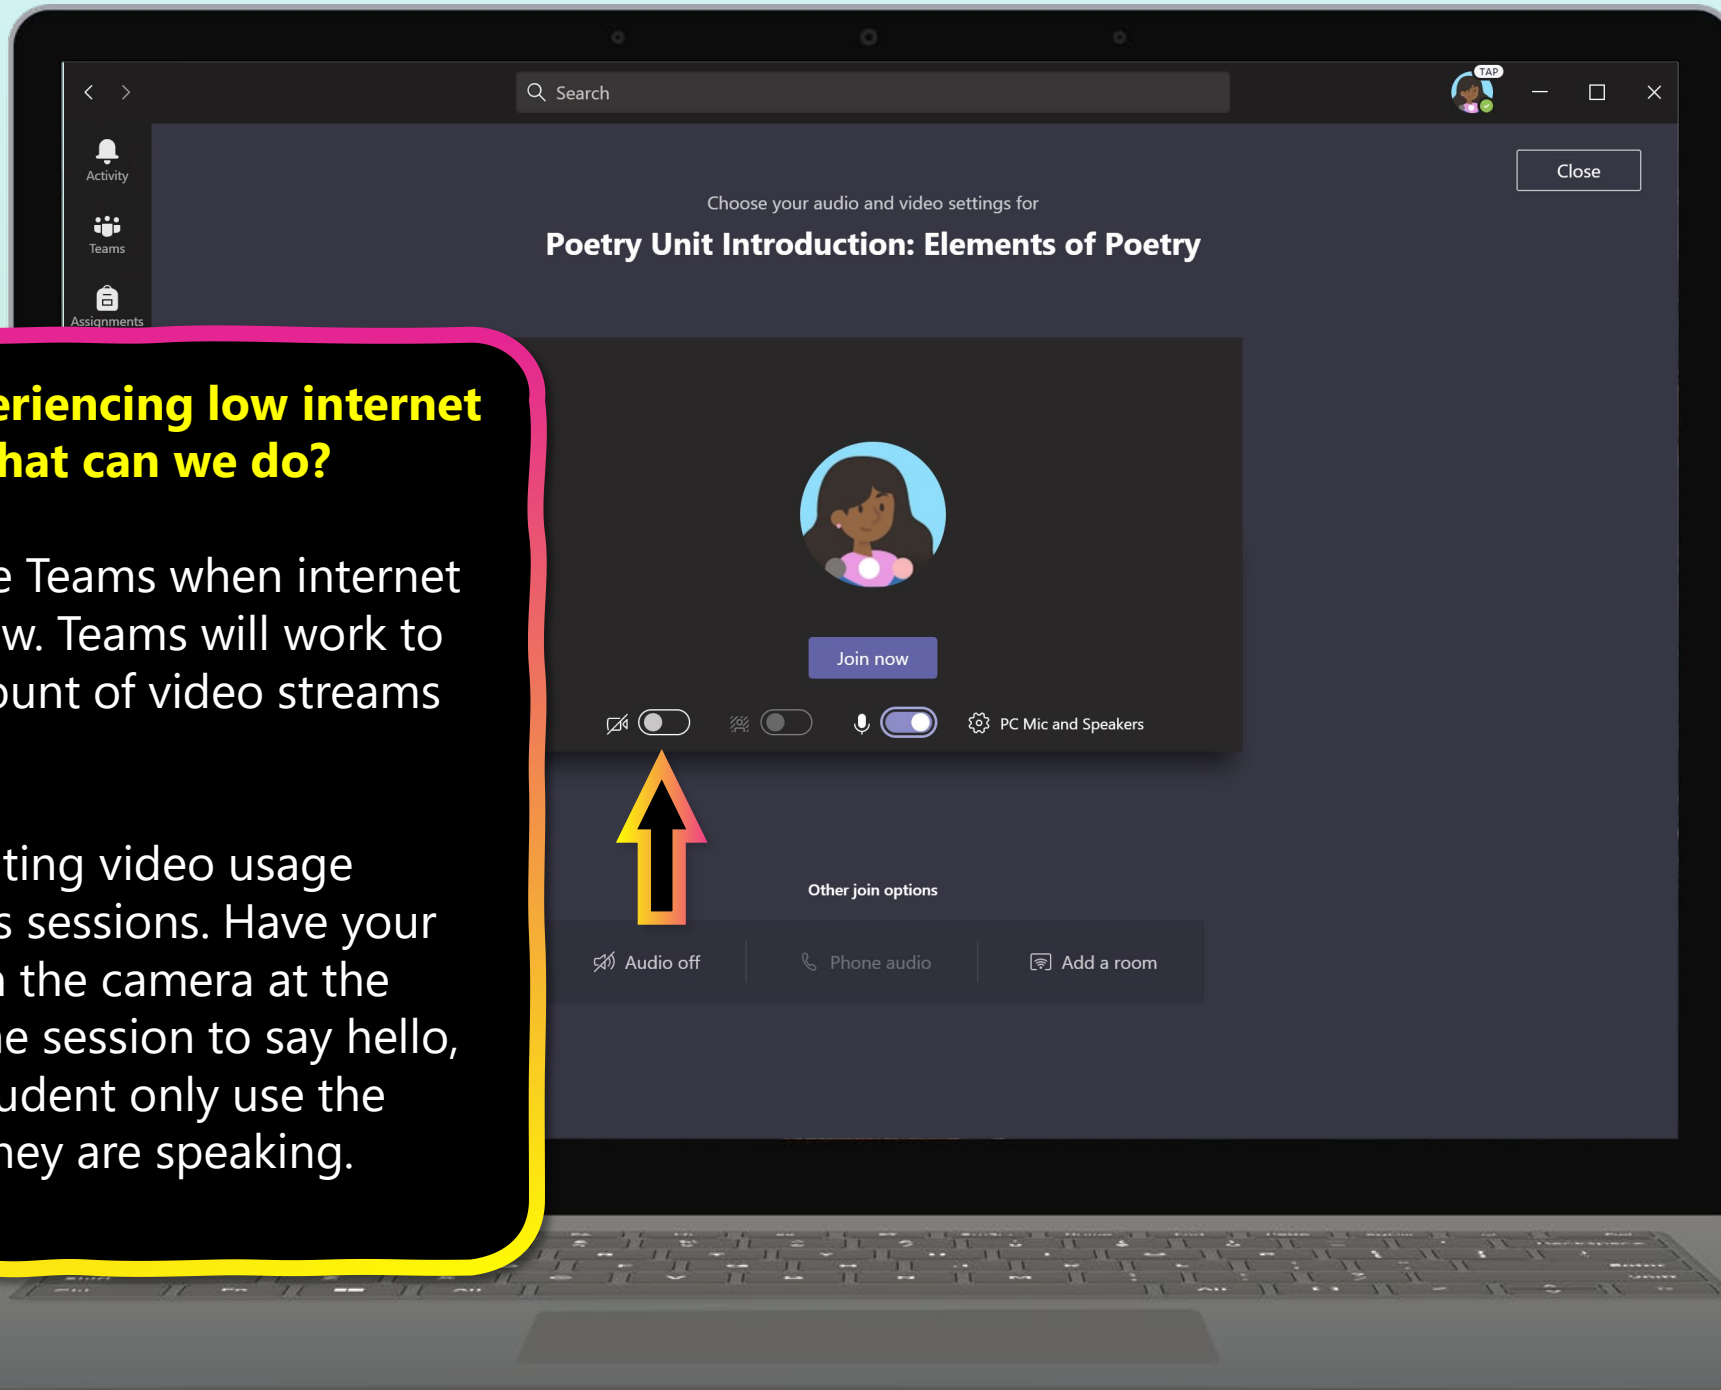 Search
TAP
Activity
Teams
Assignments
Close
Choose your audio and video settings for
Poetry Unit Introduction: Elements of Poetry
eriencing low internet
hat can we do?
e Teams when internet
w. Teams will work to
ount of video streams
ting video usage
s sessions. Have your
n the camera at the
ne session to say hello,
udent only use the
hey are speaking.
Join now
PC Mic and Speakers
Other join options
Audio off
Phone audio
Add a room